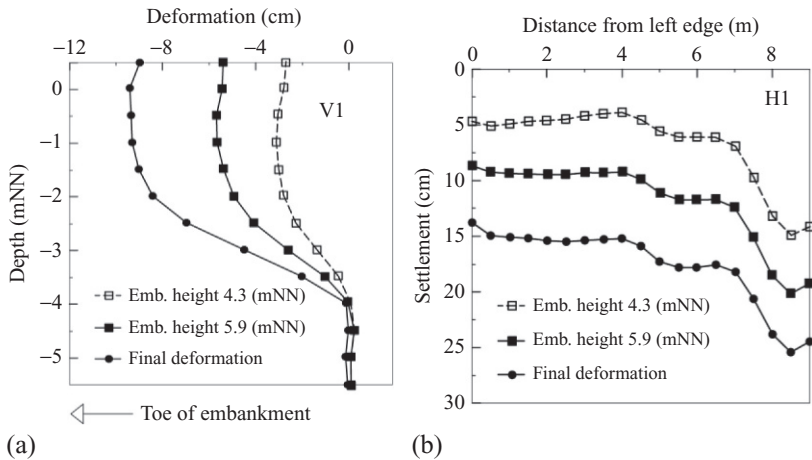 Deformation (cm)
−12 −8 −4 0
0
−1
−2
−3
−4
−5
Depth (mNN)
V1
Emb. height 4.3 (mNN)
Emb. height 5.9 (mNN)
Final deformation
Toe of embankment
(a)
Distance from left edge (m)
0 2 4 6 8
0
5
10
15
20
25
30
Settlement (cm)
H1
Emb. height 4.3 (mNN)
Emb. height 5.9 (mNN)
Final deformation
(b)